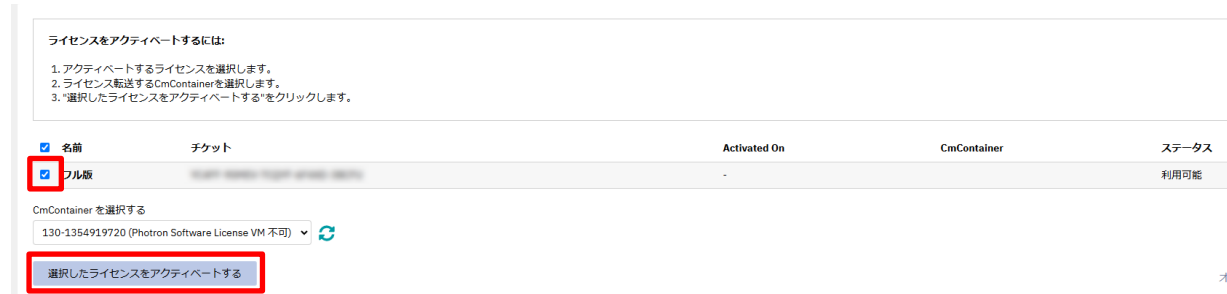 ライセンスをアクティベートするには:
1. アクティベートするライセンスを選択します。
2. ライセンス転送するCmContainerを選択します。
3. "選択したライセンスをアクティベートする"をクリックします。
名前 チケット Activated On CmContainer ステータス
フル版 - 利用可能
CmContainer を選択する
130-1354919720 (Photron Software License VM 不可)
選択したライセンスをアクティベートする